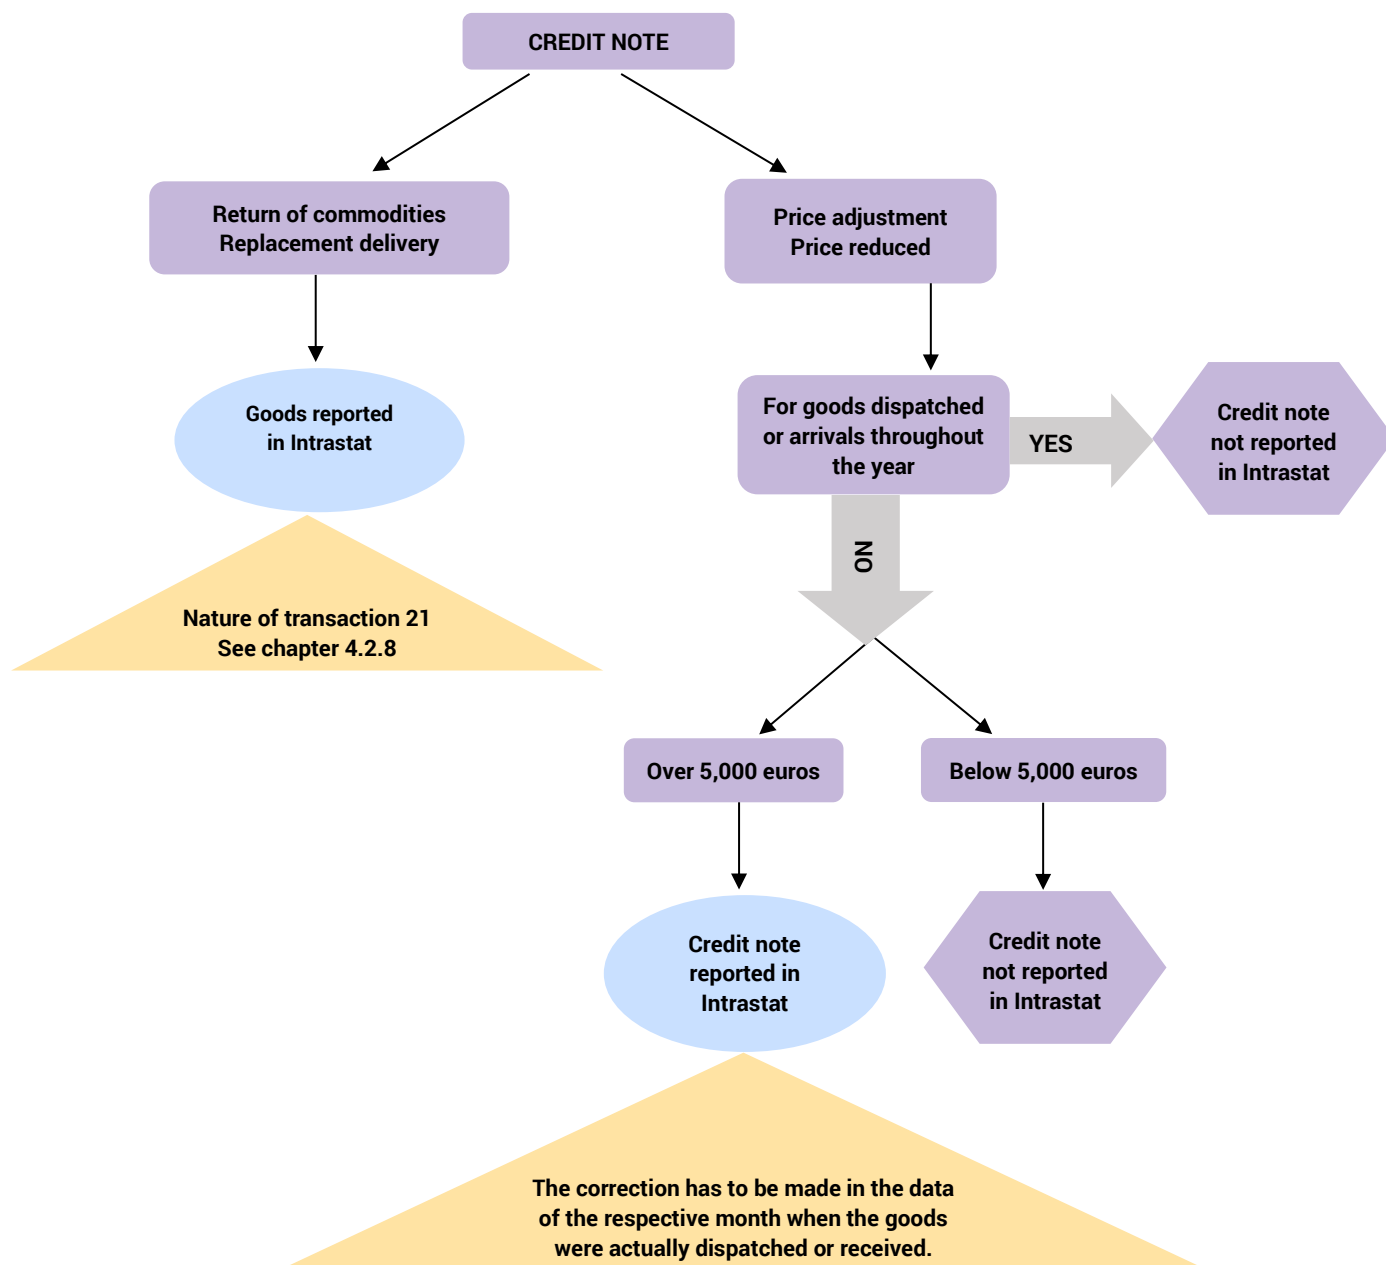 CREDIT NOTE
Return of commodities
Replacement delivery
Price adjustment
Price reduced
Goods reported
in Intrastat
For goods dispatched
or arrivals throughout
the year
YES
Credit note
not reported
in Intrastat
NO
Nature of transaction 21
See chapter 4.2.8
Over 5,000 euros
Below 5,000 euros
Credit note
reported in
Intrastat
Credit note
not reported
in Intrastat
The correction has to be made in the data
of the respective month when the goods
were actually dispatched or received.